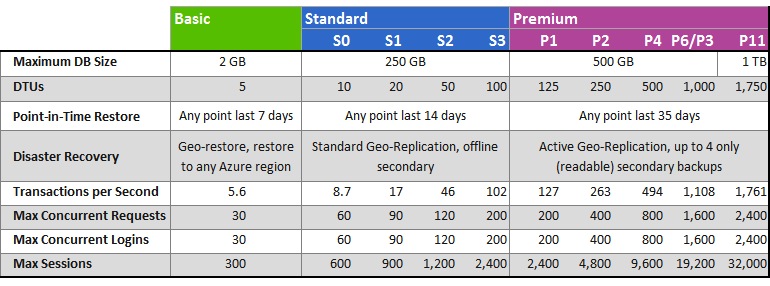 Basic Standard Premium
S0 S1 S2 S3 P1 P2 P4 P6/P3 P11
Maximum DB Size 2 GB 250 GB 500 GB 1 TB
DTUs 5 10 20 50 100 125 250 500 1,000 1,750
Point-in-Time Restore Any point last 7 days Any point last 14 days Any point last 35 days
Disaster Recovery Geo-restore, restore to any Azure region Standard Geo-Replication, offline secondary Active Geo-Replication, up to 4 only (readable) secondary backups
Transactions per Second 5.6 8.7 17 46 102 127 263 494 1,108 1,761
Max Concurrent Requests 30 60 90 120 200 200 400 800 1,600 2,400
Max Concurrent Logins 30 60 90 120 200 200 400 800 1,600 2,400
Max Sessions 300 600 900 1,200 2,400 2,400 4,800 9,600 19,200 32,000